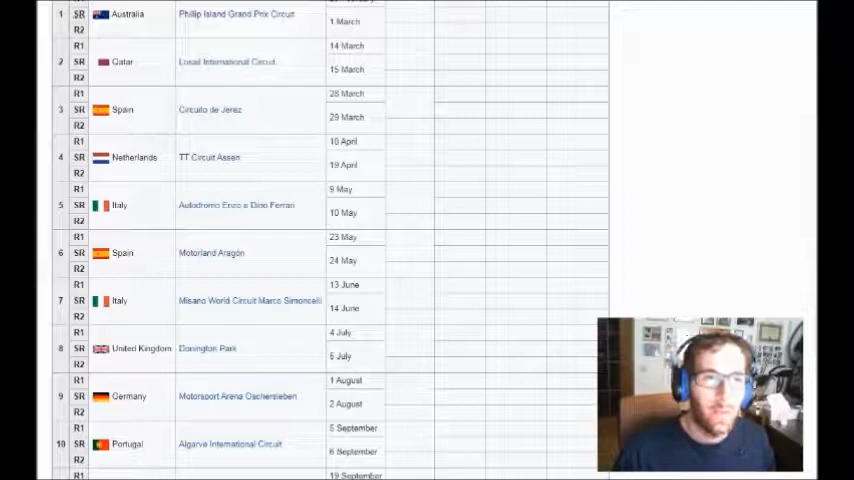 R1
1 SR Australia Phillip Island Grand Prix Circuit
1 March
R2
R1 14 March
2 SR Qatar Losail International Circuit
15 March
R2
R1 28 March
3 SR Spain Circuito de Jerez
29 March
R2
R1 18 April
4 SR Netherlands TT Circuit Assen
19 April
R2
R1 9 May
5 SR Italy Autodromo Enzo e Dino Ferrari
10 May
R2
R1 23 May
6 SR Spain Motorland Aragón
24 May
R2
R1 13 June
7 SR Italy Misano World Circuit Marco Simoncelli
14 June
R2
R1 4 July
8 SR United Kingdom Donington Park
5 July
R2
R1 1 August
9 SR Germany Motorsport Arena Oschersleben
2 August
R2
R1 5 September
10 SR Portugal Algarve International Circuit
6 September
R2
R1 19 September